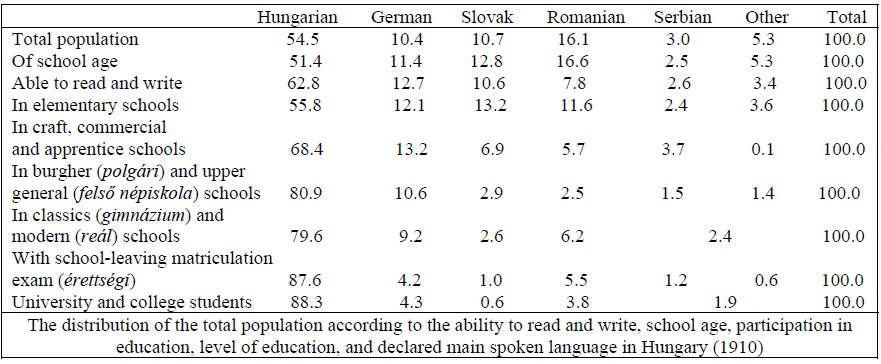 Hungarian German Slovak Romanian Serbian Other Total
Total population 54.5 10.4 10.7 16.1 3.0 5.3 100.0
Of school age 51.4 11.4 12.8 16.6 2.5 5.3 100.0
Able to read and write 62.8 12.7 10.6 7.8 2.6 3.4 100.0
In elementary schools 55.8 12.1 13.2 11.6 2.4 3.6 100.0
In craft, commercial
and apprentice schools 68.4 13.2 6.9 5.7 3.7 0.1 100.0
In burgher (polgári) and upper
general (felső népiskola) schools 80.9 10.6 2.9 2.5 1.5 1.4 100.0
In classics (gimnázium) and
modern (reál) schools 79.6 9.2 2.6 6.2 2.4 100.0
With school-leaving matriculation
exam (érettségi) 87.6 4.2 1.0 5.5 1.2 0.6 100.0
University and college students 88.3 4.3 0.6 3.8 1.9 100.0
The distribution of the total population according to the ability to read and write, school age, participation in
education, level of education, and declared main spoken language in Hungary (1910)